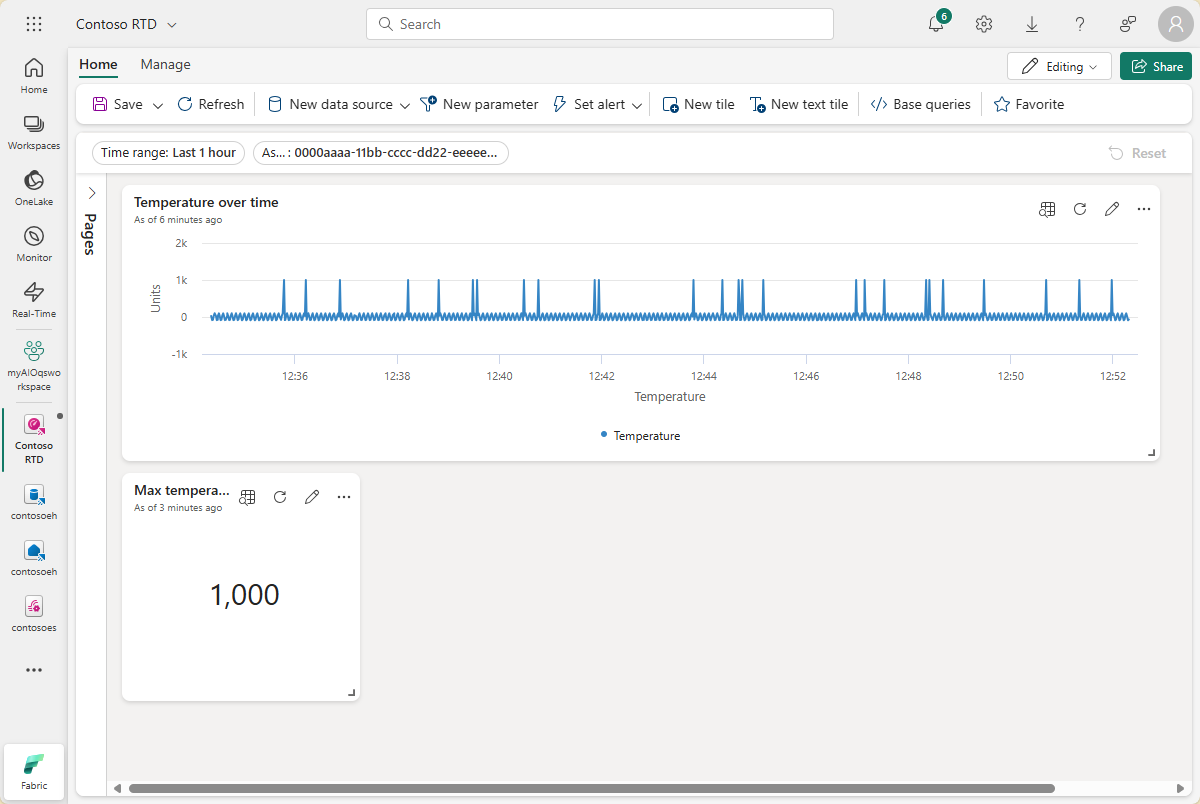 Contoso RTD
Search
6
Home
Manage
Editing
Share
Save
Refresh
New data source
New parameter
Set alert
New tile
New text tile
Base queries
Favorite
Time range: Last 1 hour
As... : 0000aaaa-11bb-cccc-dd22-eeeee...
Reset
Home
Workspaces
OneLake
Monitor
Real-Time
myAIOqswo
rkspace
Contoso
RTD
contosoeh
contosoeh
contosoes
Fabric
Pages
Temperature over time
As of 6 minutes ago
Units
2k
1k
0
-1k
12:36
12:38
12:40
12:42
12:44
12:46
12:48
12:50
12:52
Temperature
Temperature
Max tempera...
As of 3 minutes ago
1,000